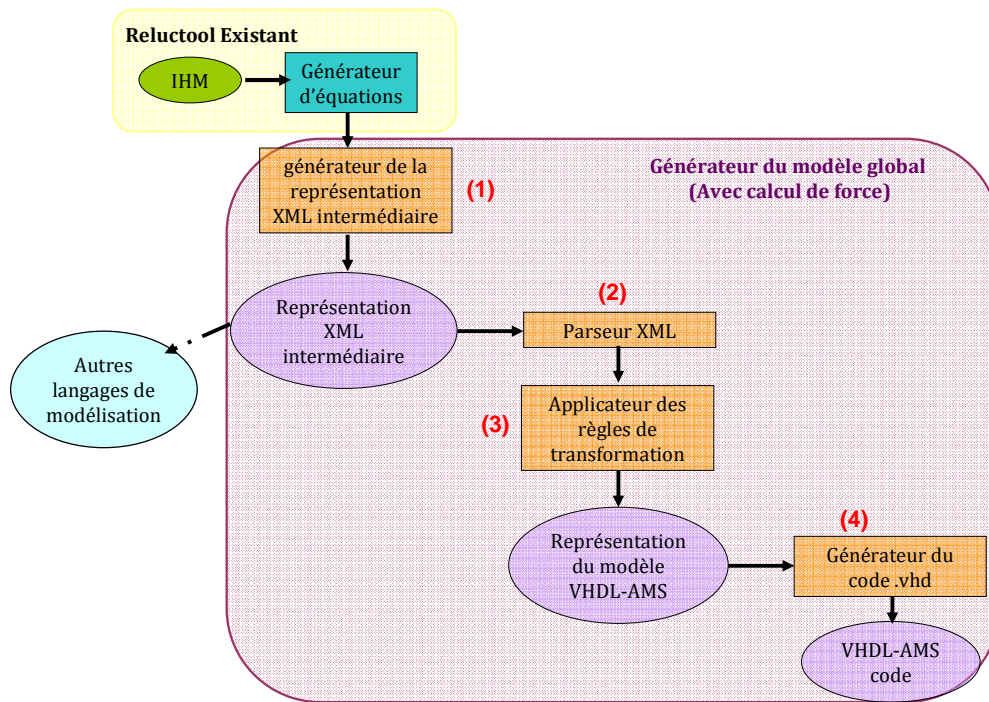 Reluctool Existant
IHM
Générateur
d'équations
générateur de la
représentation
XML intermédiaire
(1)
Générateur du modèle global
(Avec calcul de force)
Représentation
XML
intermédiaire
(2)
Parseur XML
Autres
langages de
modélisation
(3)
Applicateur des
règles de
transformation
Représentation
du modèle
VHDL-AMS
(4)
Générateur du
code .vhd
VHDL-AMS
code